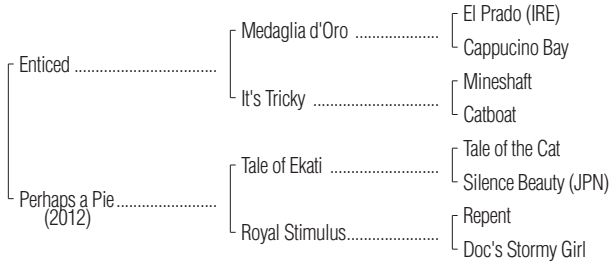 El Prado (IRE)
Medaglia d'Oro ....................
Cappucino Bay
Enticed ..................................
Mineshaft
It's Tricky ..............................
Catboat
Tale of the Cat
Tale of Ekati ..........................
Silence Beauty (JPN)
Perhaps a Pie ........................
(2012)
Repent
Royal Stimulus......................
Doc's Stormy Girl